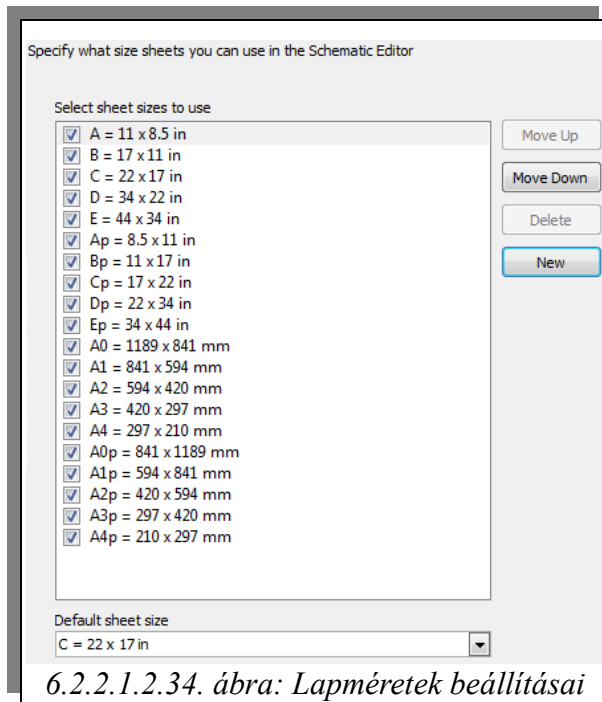 Specify what size sheets you can use in the Schematic Editor
Select sheet sizes to use
A = 11 x 8.5 in
B = 17 x 11 in
C = 22 x 17 in
D = 34 x 22 in
E = 44 x 34 in
Ap = 8.5 x 11 in
Bp = 11 x 17 in
Cp = 17 x 22 in
Dp = 22 x 34 in
Ep = 34 x 44 in
A0 = 1189 x 841 mm
A1 = 841 x 594 mm
A2 = 594 x 420 mm
A3 = 420 x 297 mm
A4 = 297 x 210 mm
A0p = 841 x 1189 mm
A1p = 594 x 841 mm
A2p = 420 x 594 mm
A3p = 297 x 420 mm
A4p = 210 x 297 mm
Move Up
Move Down
Delete
New
Default sheet size
C = 22 x 17 in
6.2.2.1.2.34. ábra: Lapméretek beállításai